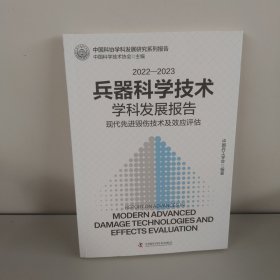 中国科协学科发展研究系列报告
中国科学技术协会 / 主编
2022—2023
兵器科学技术
学科发展报告
现代先进毁伤技术及效应评估
中国兵工学会 / 编著
REPORT ON ADVANCES IN
MODERN ADVANCED
DAMAGE TECHNOLOGIES AND
EFFECTS EVALUATION
中国科学技术出版社